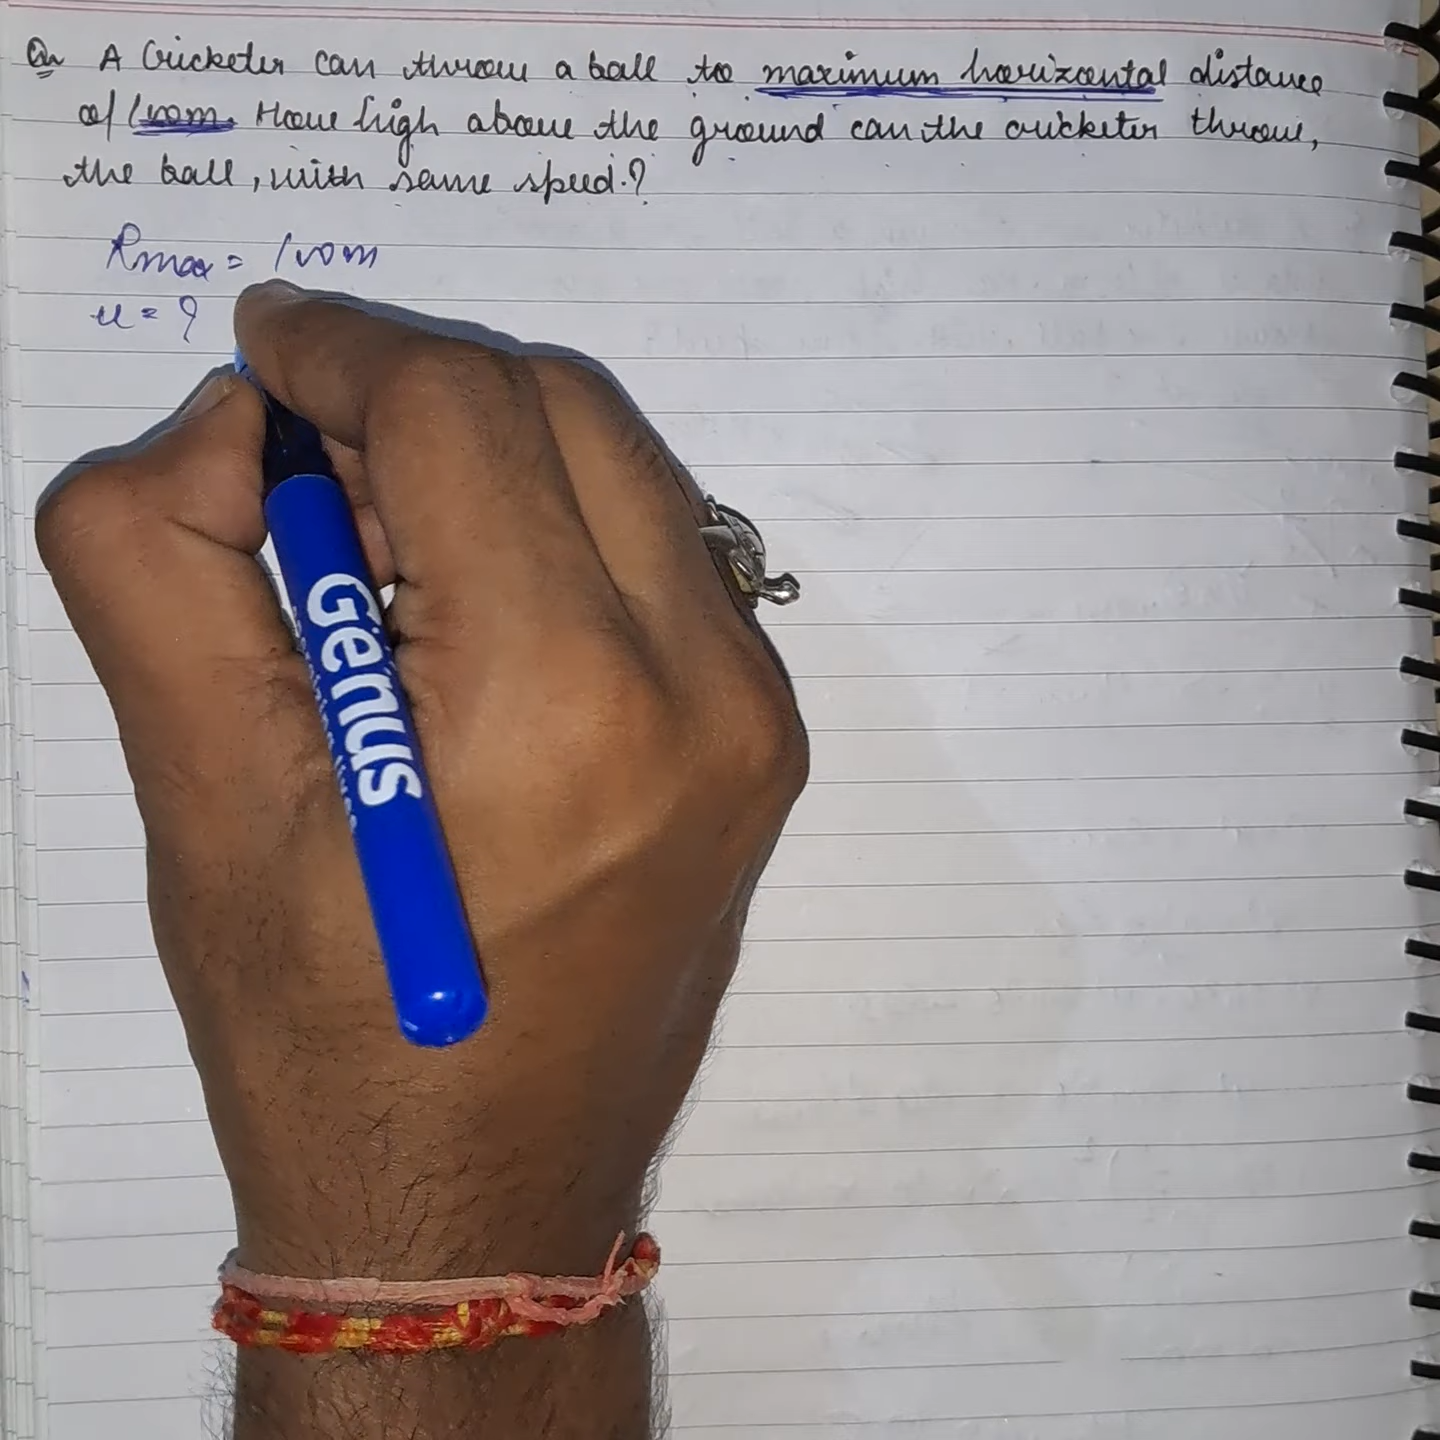 Qn A Cricketer can throw a ball to maximum horizontal distance
of 100m. How high above the ground can the cricketer throw,
the ball, with same speed.?
Rmax = 100m
u = ?
Genus